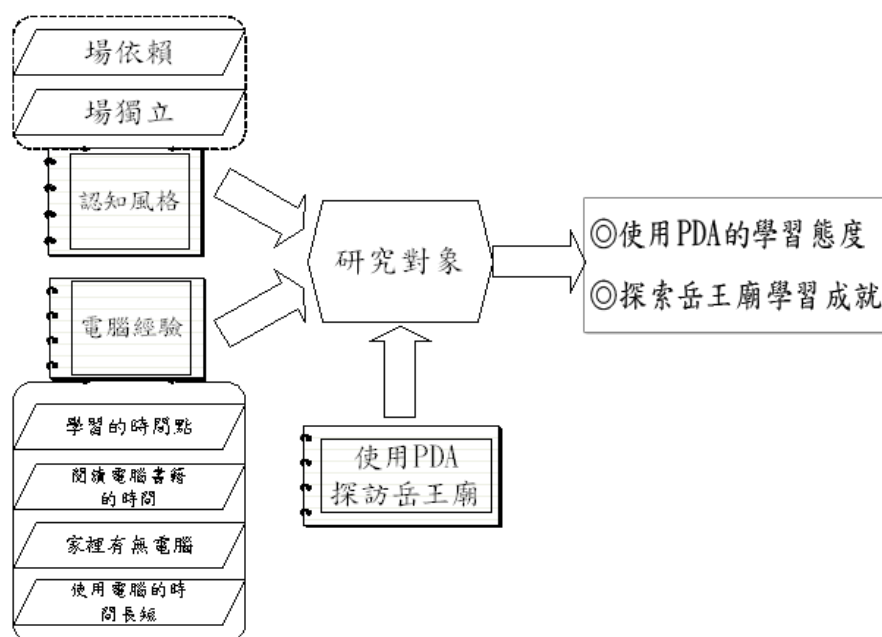 場依賴
場獨立
認知風格
電腦經驗
學習的時間點
閱讀電腦書籍
的時間
家裡有無電腦
使用電腦的時
間長短
研究對象
使用PDA
探訪岳王廟
◎使用PDA的學習態度
◎探索岳王廟學習成就